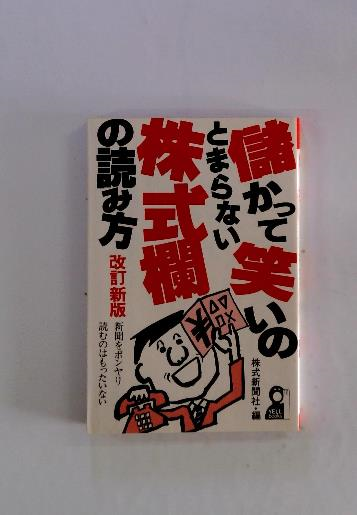 儲かって笑いの
とまらない
株式欄
の読み方
改訂新版
新聞をボンヤリ
読むのはもったいない
株式新聞社・編
YELL
books